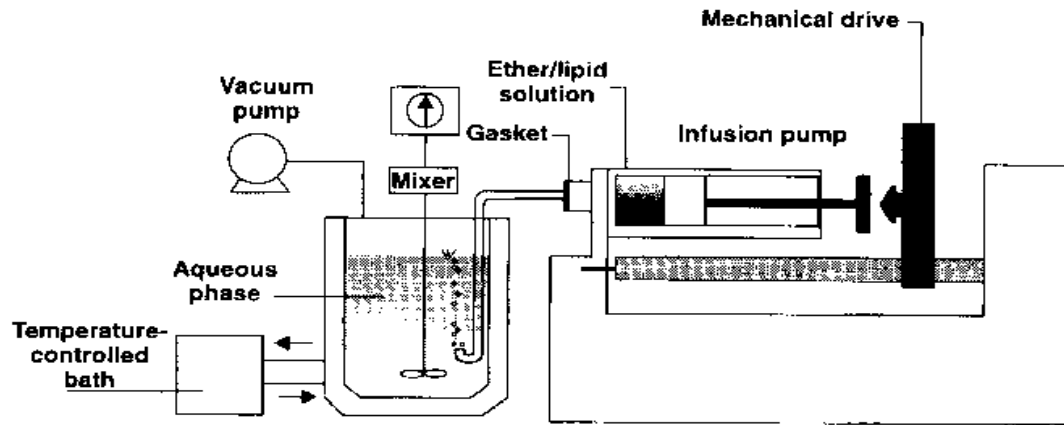 Mechanical drive
Ether/lipid
solution
Vacuum
pump
Gasket
Infusion pump
Mixer
Aqueous
phase
Temperature-
controlled
bath